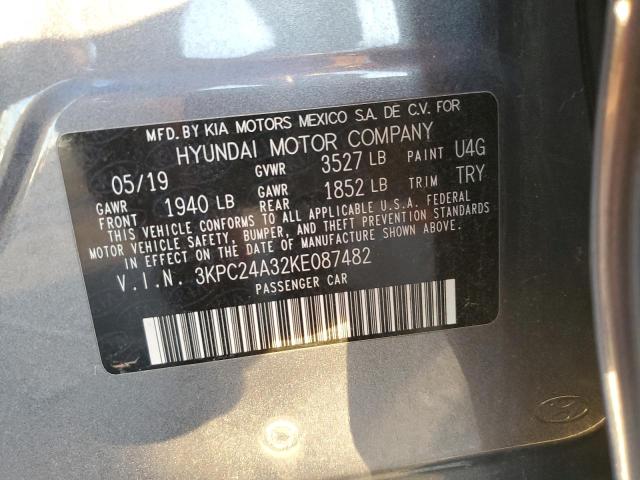 MFD. BY KIA MOTORS MEXICO S.A. DE C.V. FOR
HYUNDAI MOTOR COMPANY
05/19 GVWR 3527 LB PAINT U4G
GAWR FRONT 1940 LB GAWR REAR 1852 LB TRIM TRY
THIS VEHICLE CONFORMS TO ALL APPLICABLE U.S.A. FEDERAL
MOTOR VEHICLE SAFETY, BUMPER, AND THEFT PREVENTION STANDARDS
IN EFFECT ON THE DATE OF MANUFACTURE SHOWN ABOVE.
V.I.N. 3KPC24A32KE087482
PASSENGER CAR